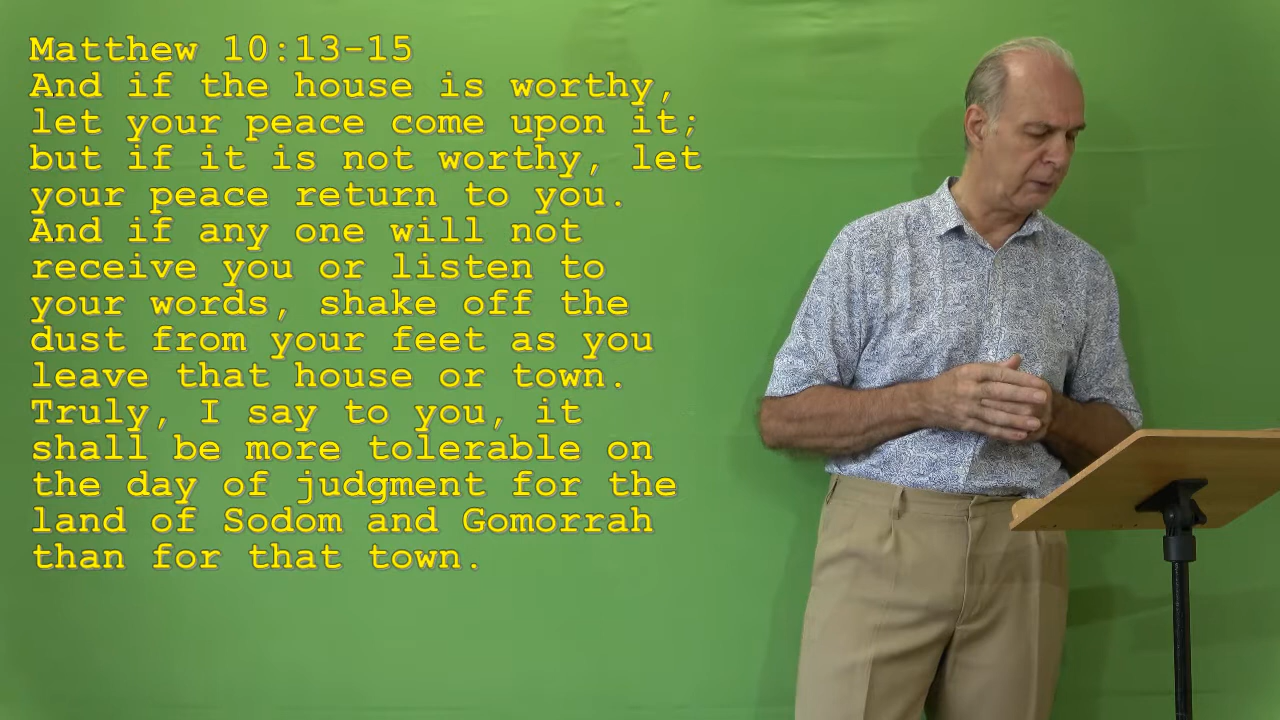 Matthew 10:13-15
And if the house is worthy,
let your peace come upon it;
but if it is not worthy, let
your peace return to you.
And if any one will not
receive you or listen to
your words, shake off the
dust from your feet as you
leave that house or town.
Truly, I say to you, it
shall be more tolerable on
the day of judgment for the
land of Sodom and Gomorrah
than for that town.